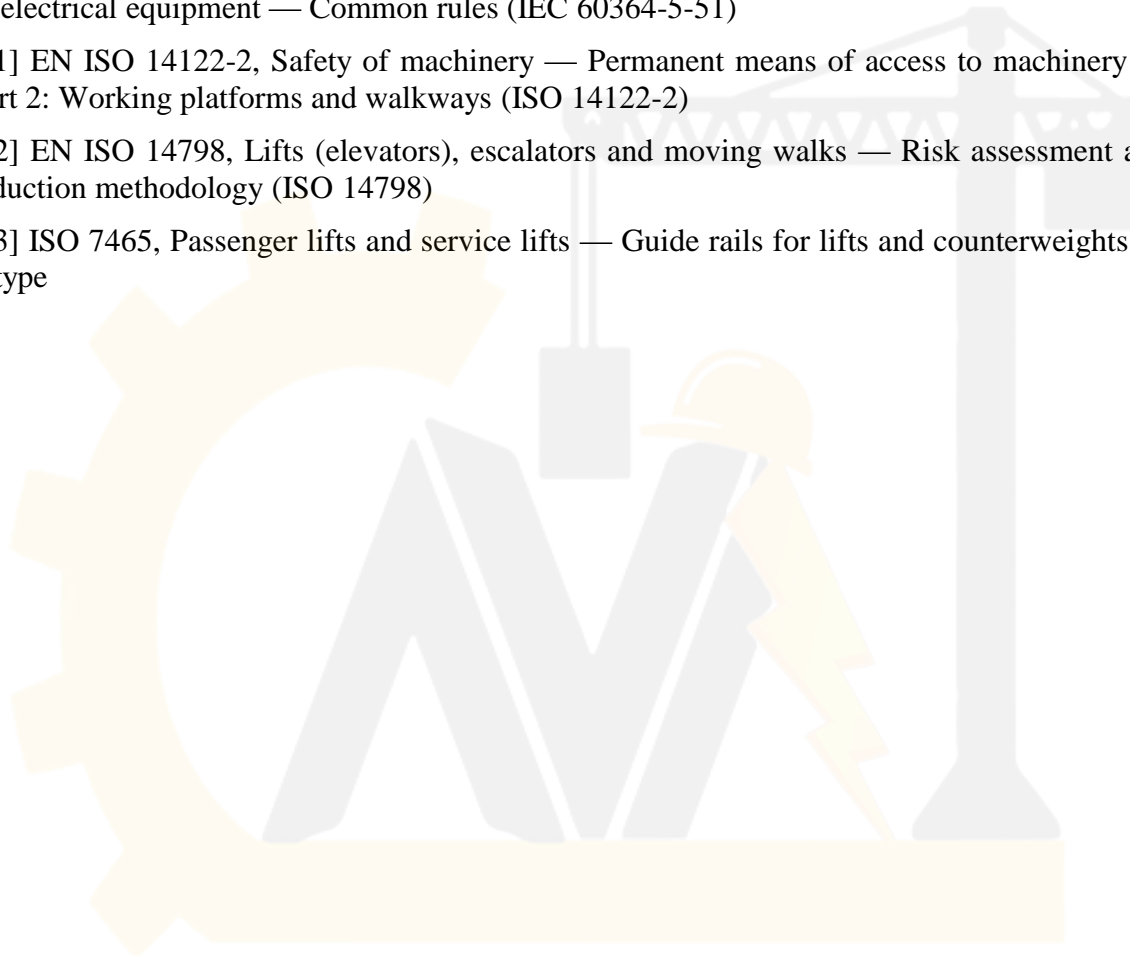 electrical equipment — Common rules (IEC 60364-5-51)
1] EN ISO 14122-2, Safety of machinery — Permanent means of access to machinery
rt 2: Working platforms and walkways (ISO 14122-2)
2] EN ISO 14798, Lifts (elevators), escalators and moving walks — Risk assessment a
duction methodology (ISO 14798)
3] ISO 7465, Passenger lifts and service lifts — Guide rails for lifts and counterweights
type